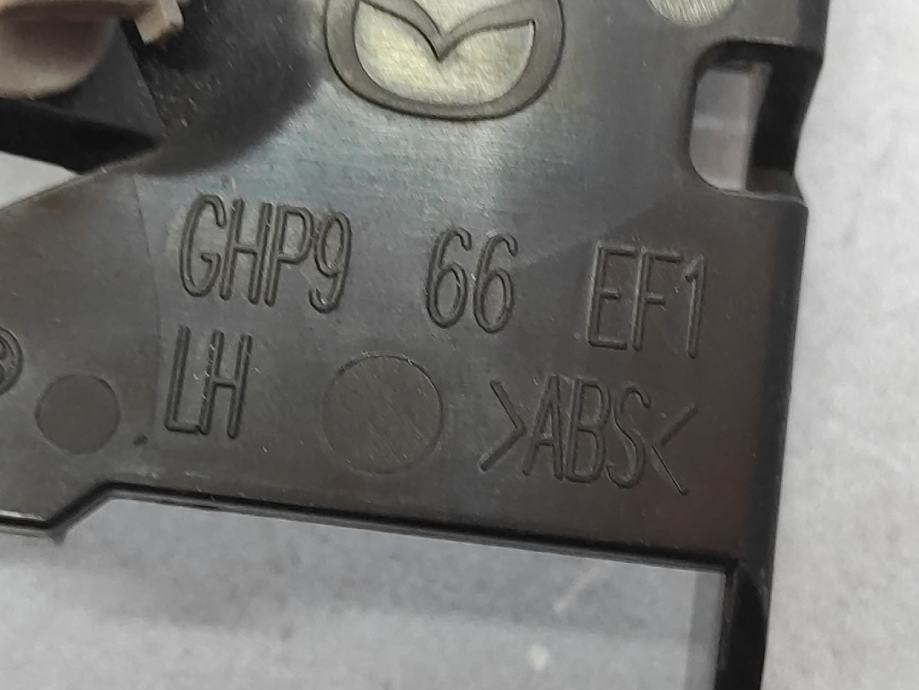 GHP9 66 EF1
LH >ABS<